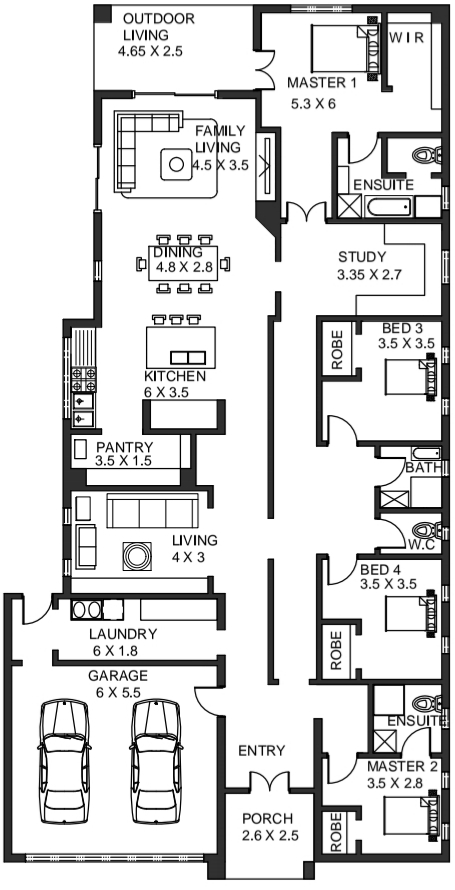 OUTDOOR
LIVING
4.65 X 2.5
W I R
MASTER 1
5.3 X 6
FAMILY
LIVING
4.5 X 3.5
ENSUITE
STUDY
3.35 X 2.7
DINING
4.8 X 2.8
BED 3
3.5 X 3.5
ROBE
KITCHEN
6 X 3.5
PANTRY
3.5 X 1.5
BATH
LIVING
4 X 3
W.C
BED 4
3.5 X 3.5
ROBE
LAUNDRY
6 X 1.8
GARAGE
6 X 5.5
ENSUITE
ENTRY
MASTER 2
3.5 X 2.8
PORCH
2.6 X 2.5
ROBE